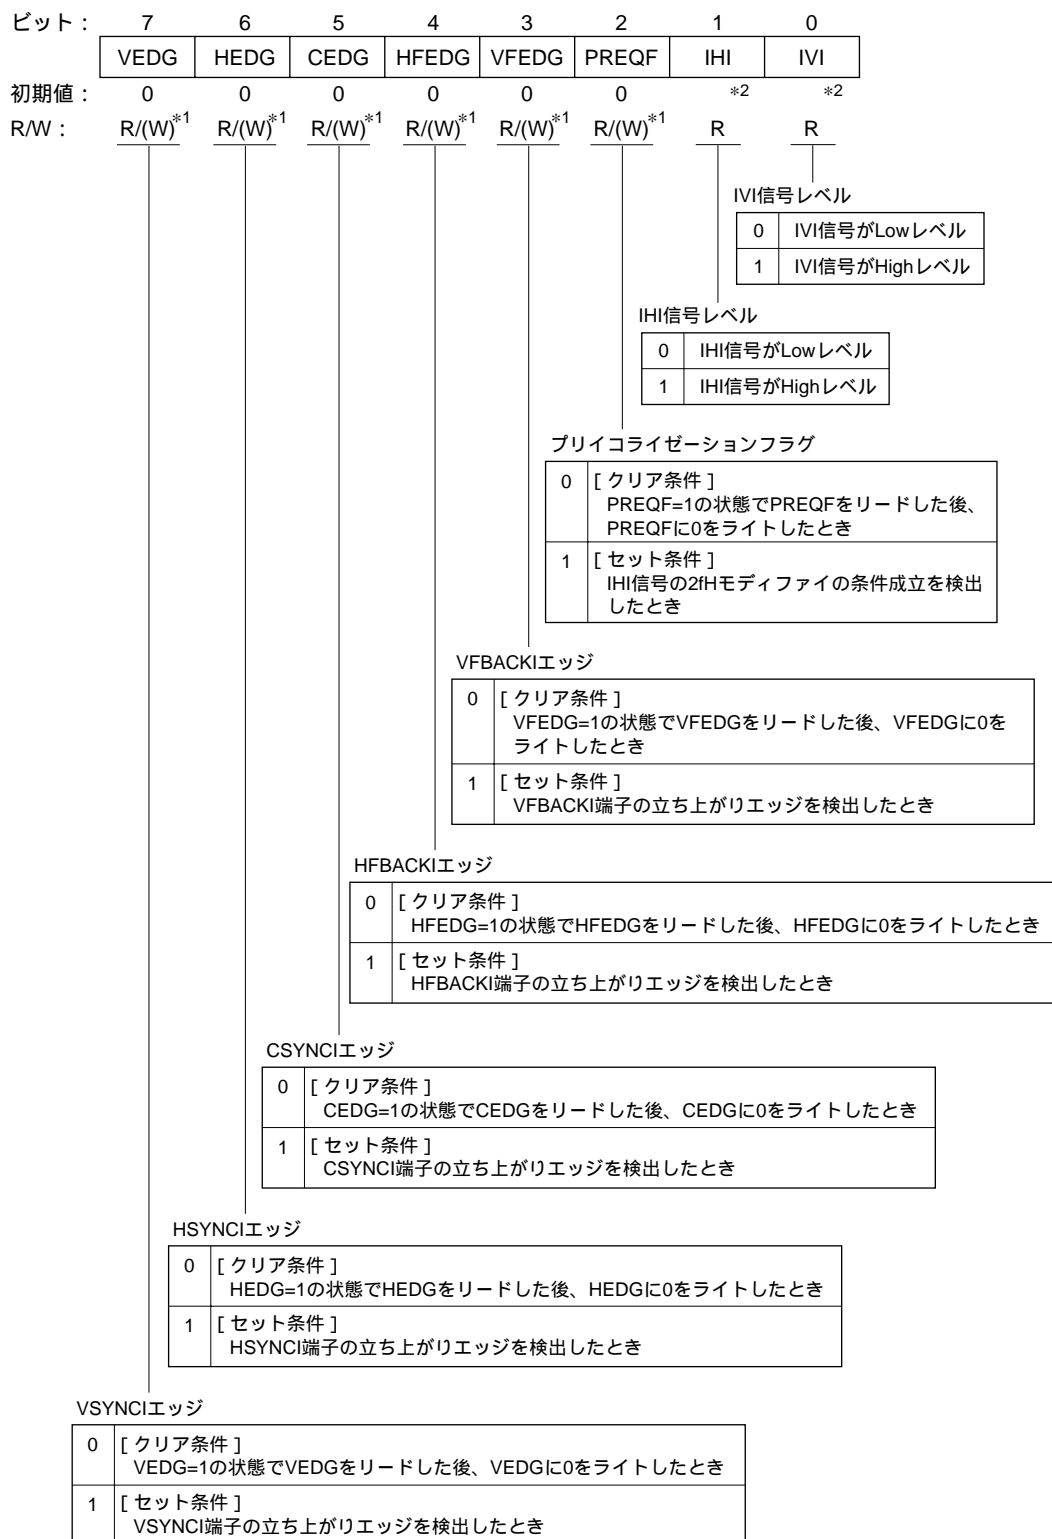 ビット： 7 6 5 4 3 2 1 0
VEDG HEDG CEDG HFEDG VFEDG PREQF IHI IVI
初期値： 0 0 0 0 0 0 *2 *2
R/W： R/(W)*1 R/(W)*1 R/(W)*1 R/(W)*1 R/(W)*1 R/(W)*1 R R
IVI信号レベル
0 IVI信号がLowレベル
1 IVI信号がHighレベル
IHI信号レベル
0 IHI信号がLowレベル
1 IHI信号がHighレベル
プリイコライゼーションフラグ
0 [クリア条件]
PREQF=1の状態でPREQFをリードした後、
PREQFに0をライトしたとき
1 [セット条件]
IHI信号の2fHモディファイの条件成立を検出
したとき
VFBACKIエッジ
0 [クリア条件]
VFEDG=1の状態でVFEDGをリードした後、VFEDGに0を
ライトしたとき
1 [セット条件]
VFBACKI端子の立ち上がりエッジを検出したとき
HFBACKIエッジ
0 [クリア条件]
HFEDG=1の状態でHFEDGをリードした後、HFEDGに0をライトしたとき
1 [セット条件]
HFBACKI端子の立ち上がりエッジを検出したとき
CSYNCIエッジ
0 [クリア条件]
CEDG=1の状態でCEDGをリードした後、CEDGに0をライトしたとき
1 [セット条件]
CSYNCI端子の立ち上がりエッジを検出したとき
HSYNCIエッジ
0 [クリア条件]
HEDG=1の状態でHEDGをリードした後、HEDGに0をライトしたとき
1 [セット条件]
HSYNCI端子の立ち上がりエッジを検出したとき
VSYNCIエッジ
0 [クリア条件]
VEDG=1の状態でVEDGをリードした後、VEDGに0をライトしたとき
1 [セット条件]
VSYNCI端子の立ち上がりエッジを検出したとき